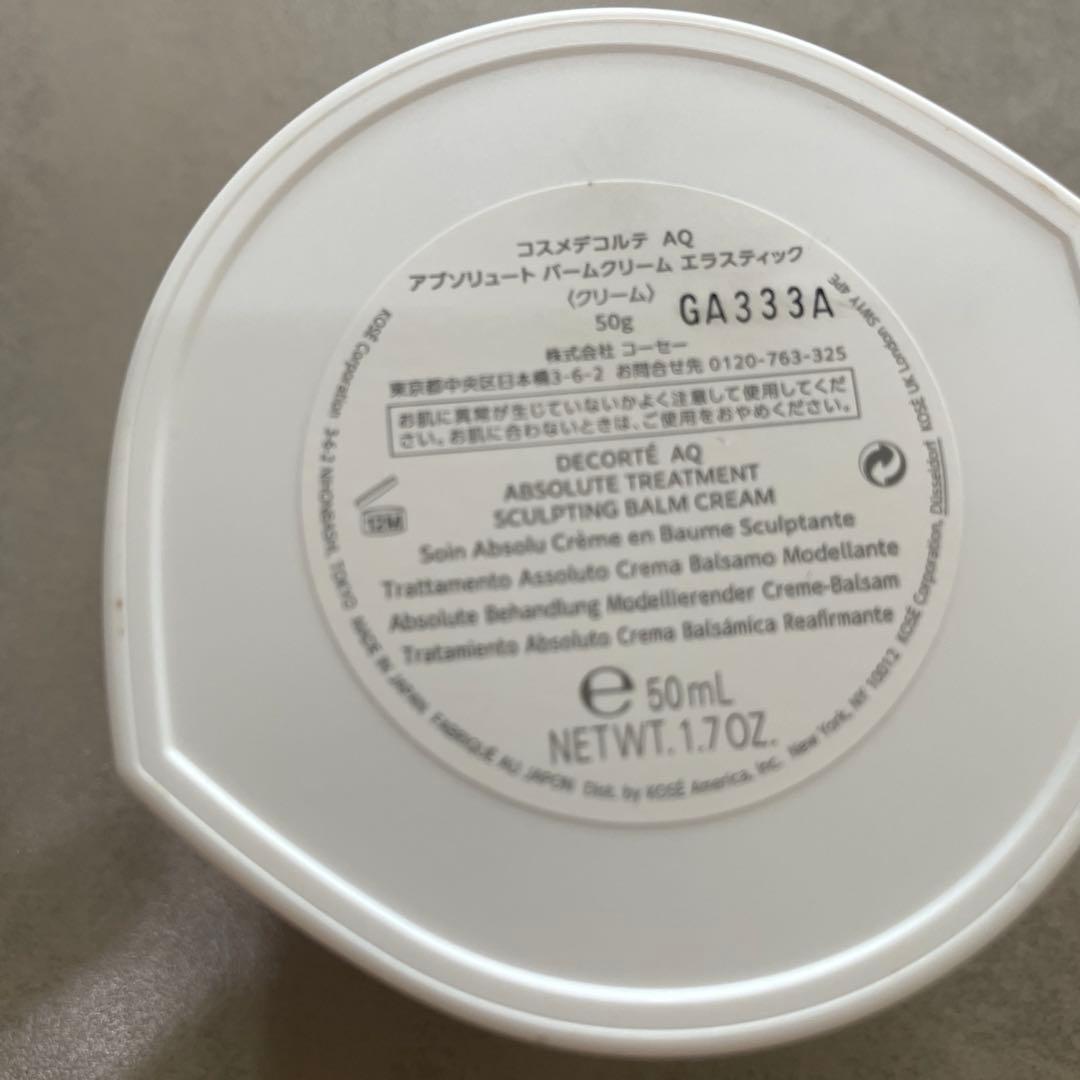 コスメデコルテ AQ
アブソリュート バームクリーム エラスティック
〈クリーム〉
50g
GA333A
株式会社 コーセー
東京都中央区日本橋3-6-2 お問合せ先 0120-763-325
お肌に異常が生じていないかよく注意して使用してくだ
さい。お肌に合わないときは、ご使用をおやめください。
DECORTÉ AQ
ABSOLUTE TREATMENT
SCULPTING BALM CREAM
12M
Soin Absolu Crème en Baume Sculptante
Trattamento Assoluto Crema Balsamo Modellante
Absolute Behandlung Modellierender Creme-Balsam
Tratamiento Absoluto Crema Balsámica Reafirmante
e 50mL
NETWT. 1.7 OZ.
KOSÉ Corporation 3-6-2 NIHONBASHI, TOKYO MADE IN JAPAN. FABRIQUÉ AU JAPON Dist. by KOSÉ America, Inc. New York, NY 10012 KOSÉ Corporation, Düsseldorf KOSÉ UK London SW1Y 4PE